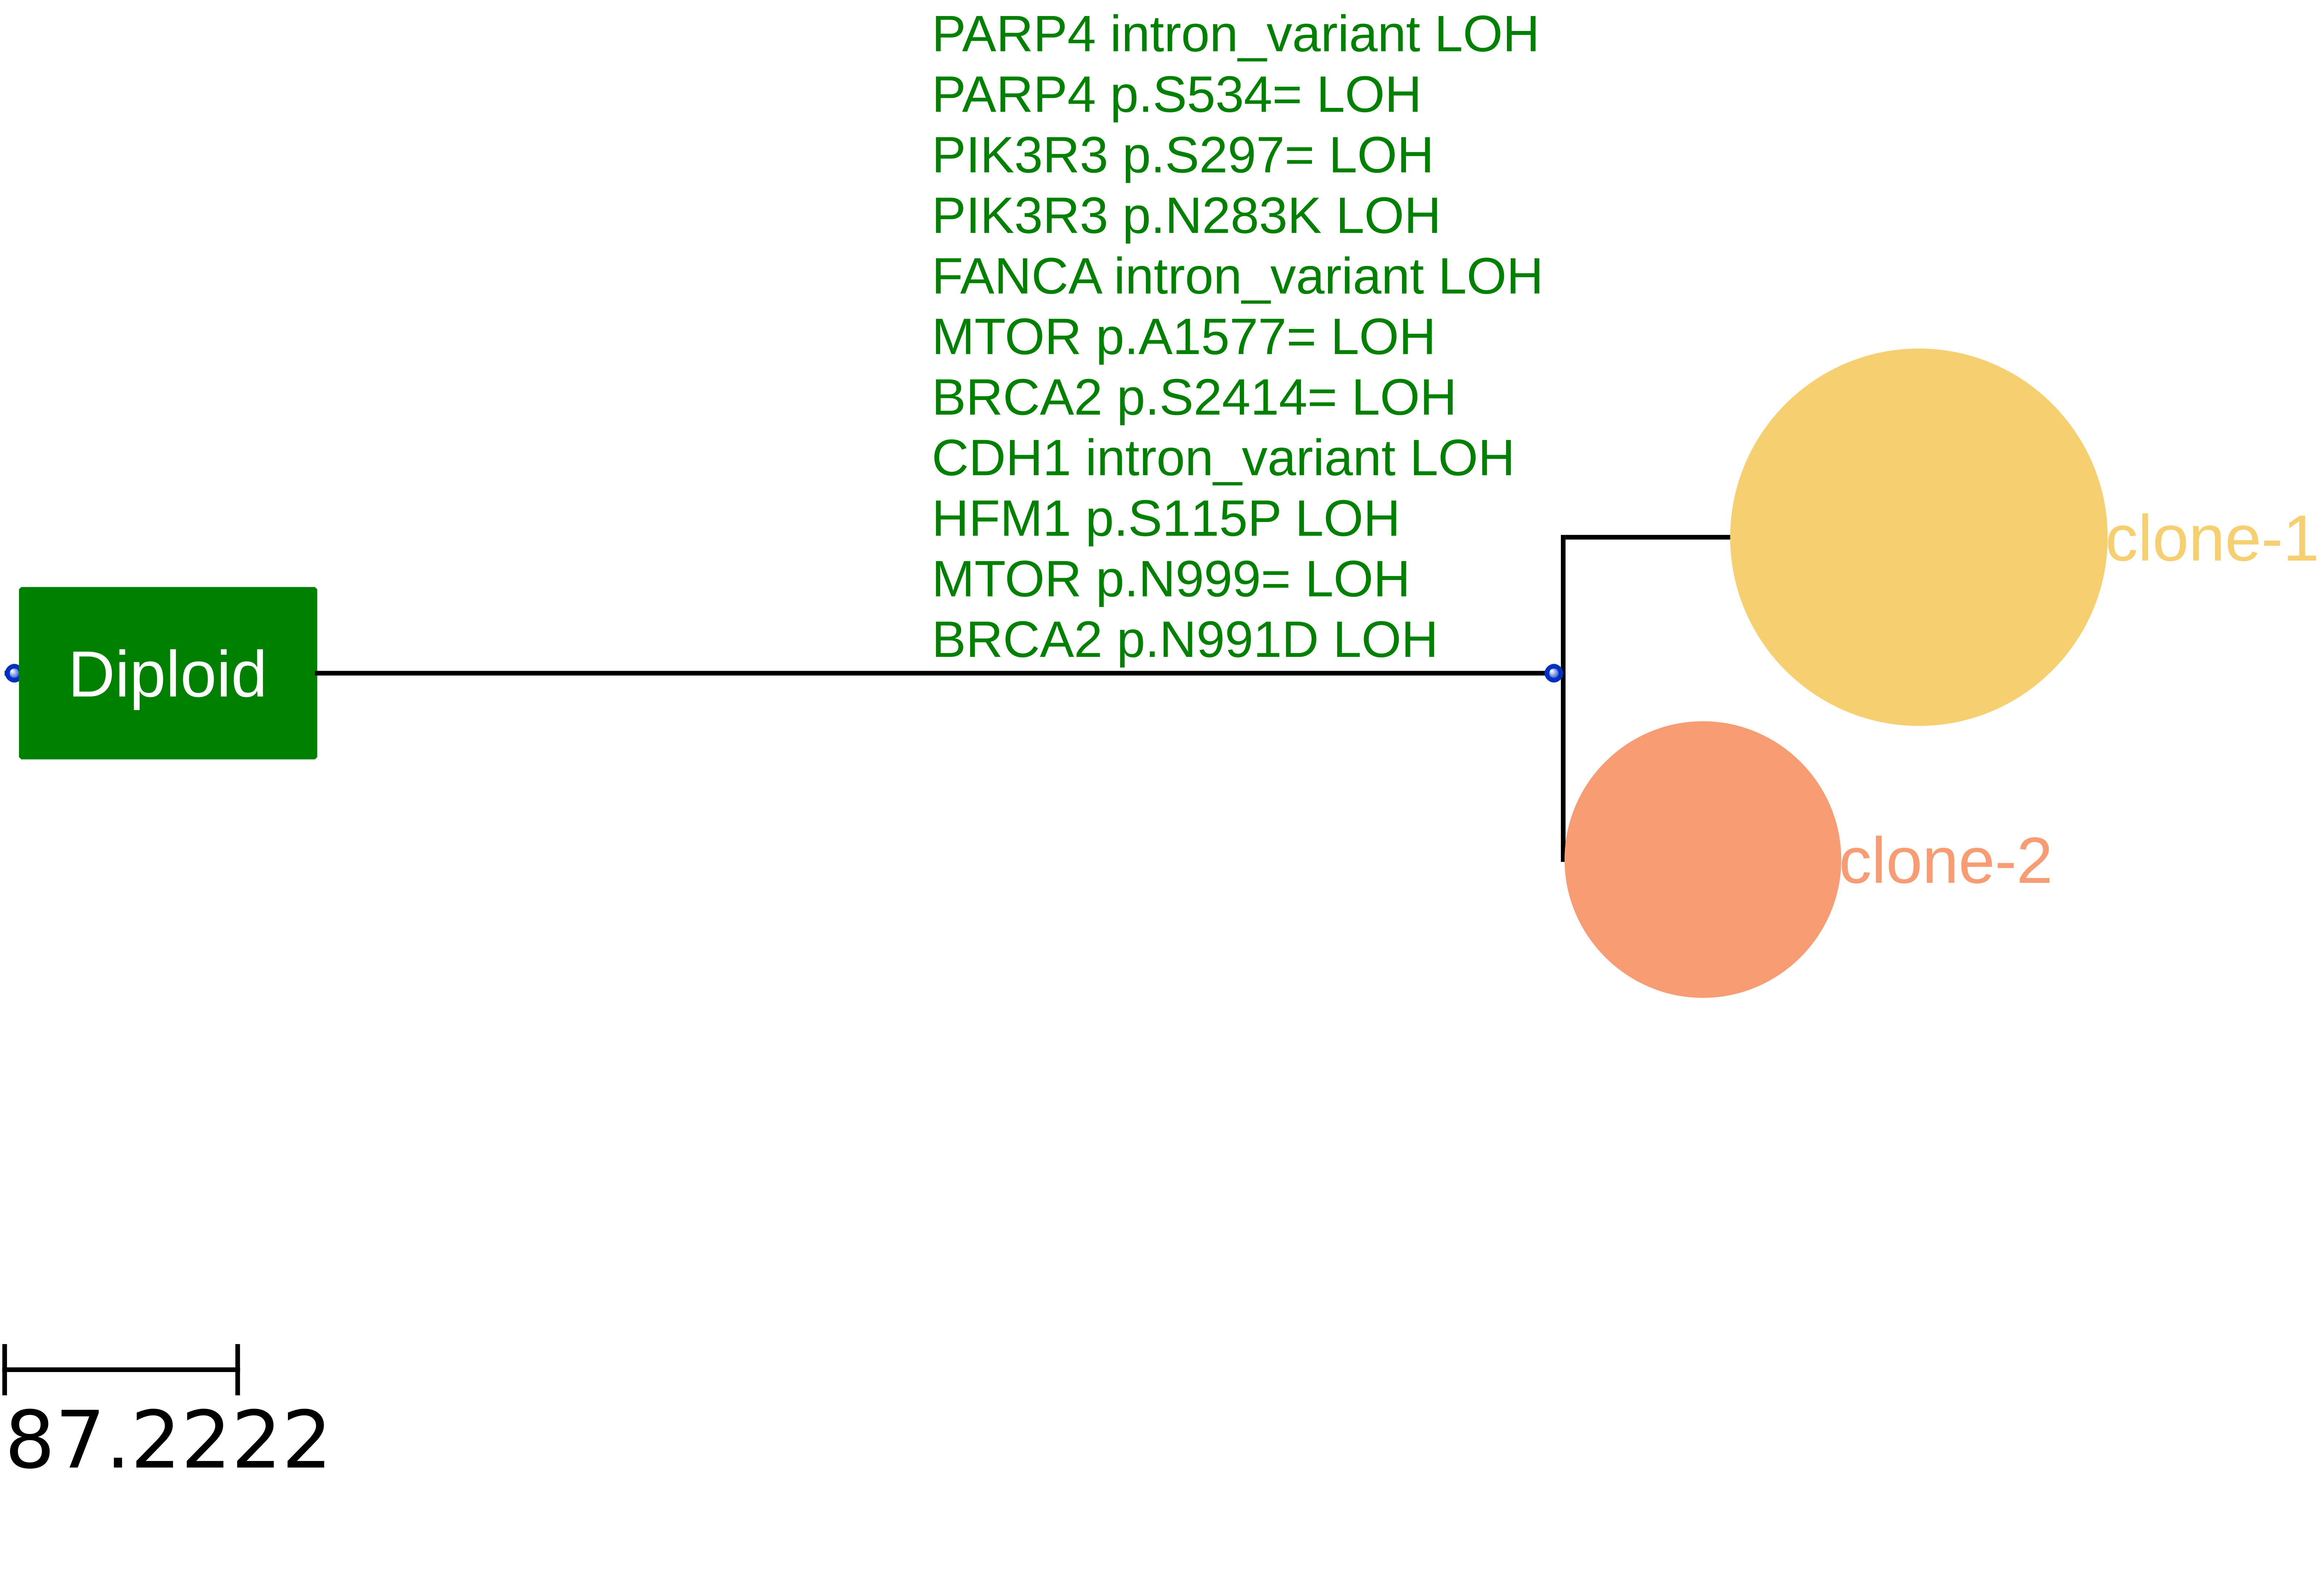 PARP4 intron_variant LOH
PARP4 p.S534= LOH
PIK3R3 p.S297= LOH
PIK3R3 p.N283K LOH
FANCA intron_variant LOH
MTOR p.A1577= LOH
BRCA2 p.S2414= LOH
CDH1 intron_variant LOH
HFM1 p.S115P LOH
MTOR p.N999= LOH
BRCA2 p.N991D LOH
clone-1
Diploid
clone-2
87.2222